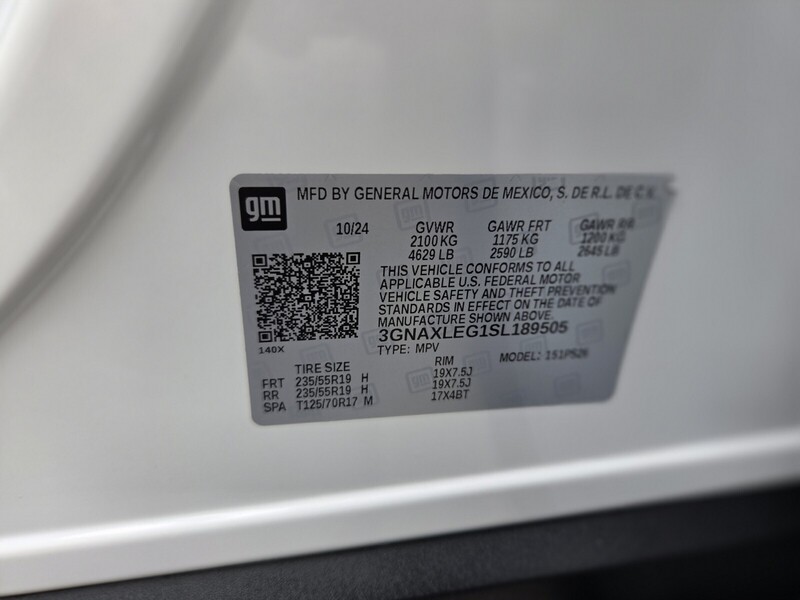 gm
MFD BY GENERAL MOTORS DE MEXICO, S. DE R.L. DE C.V.
10/24 GVWR GAWR FRT GAWR RR
2100 KG 1175 KG 1200 KG
4629 LB 2590 LB 2645 LB
THIS VEHICLE CONFORMS TO ALL
APPLICABLE U.S. FEDERAL MOTOR
VEHICLE SAFETY AND THEFT PREVENTION
STANDARDS IN EFFECT ON THE DATE OF
MANUFACTURE SHOWN ABOVE.
3GNAXLEG1SL189505
140X
TYPE: MPV MODEL: 1S1PS26
TIRE SIZE RIM
FRT 235/55R19 H 19X7.5J
RR 235/55R19 H 19X7.5J
SPA T125/70R17 M 17X4BT